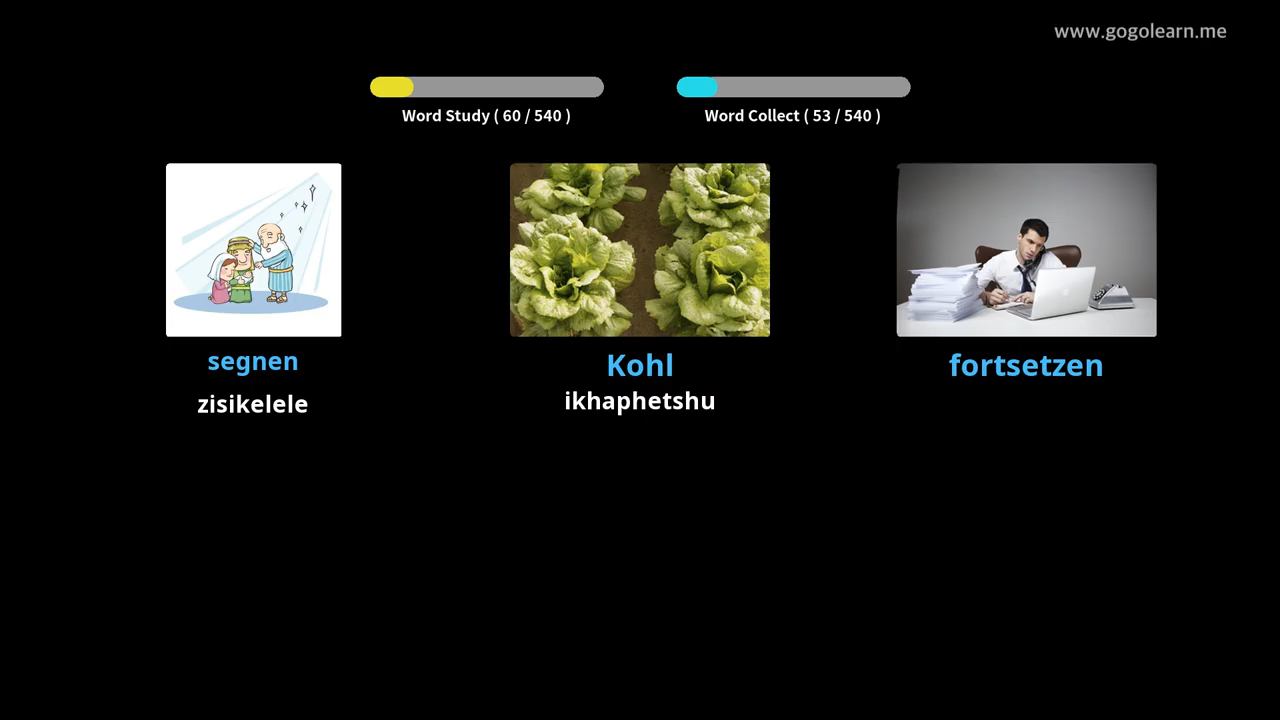 www.gogolearn.me
Word Study ( 60 / 540 )
Word Collect ( 53 / 540 )
segnen
zisikelele
Kohl
ikhaphetshu
fortsetzen